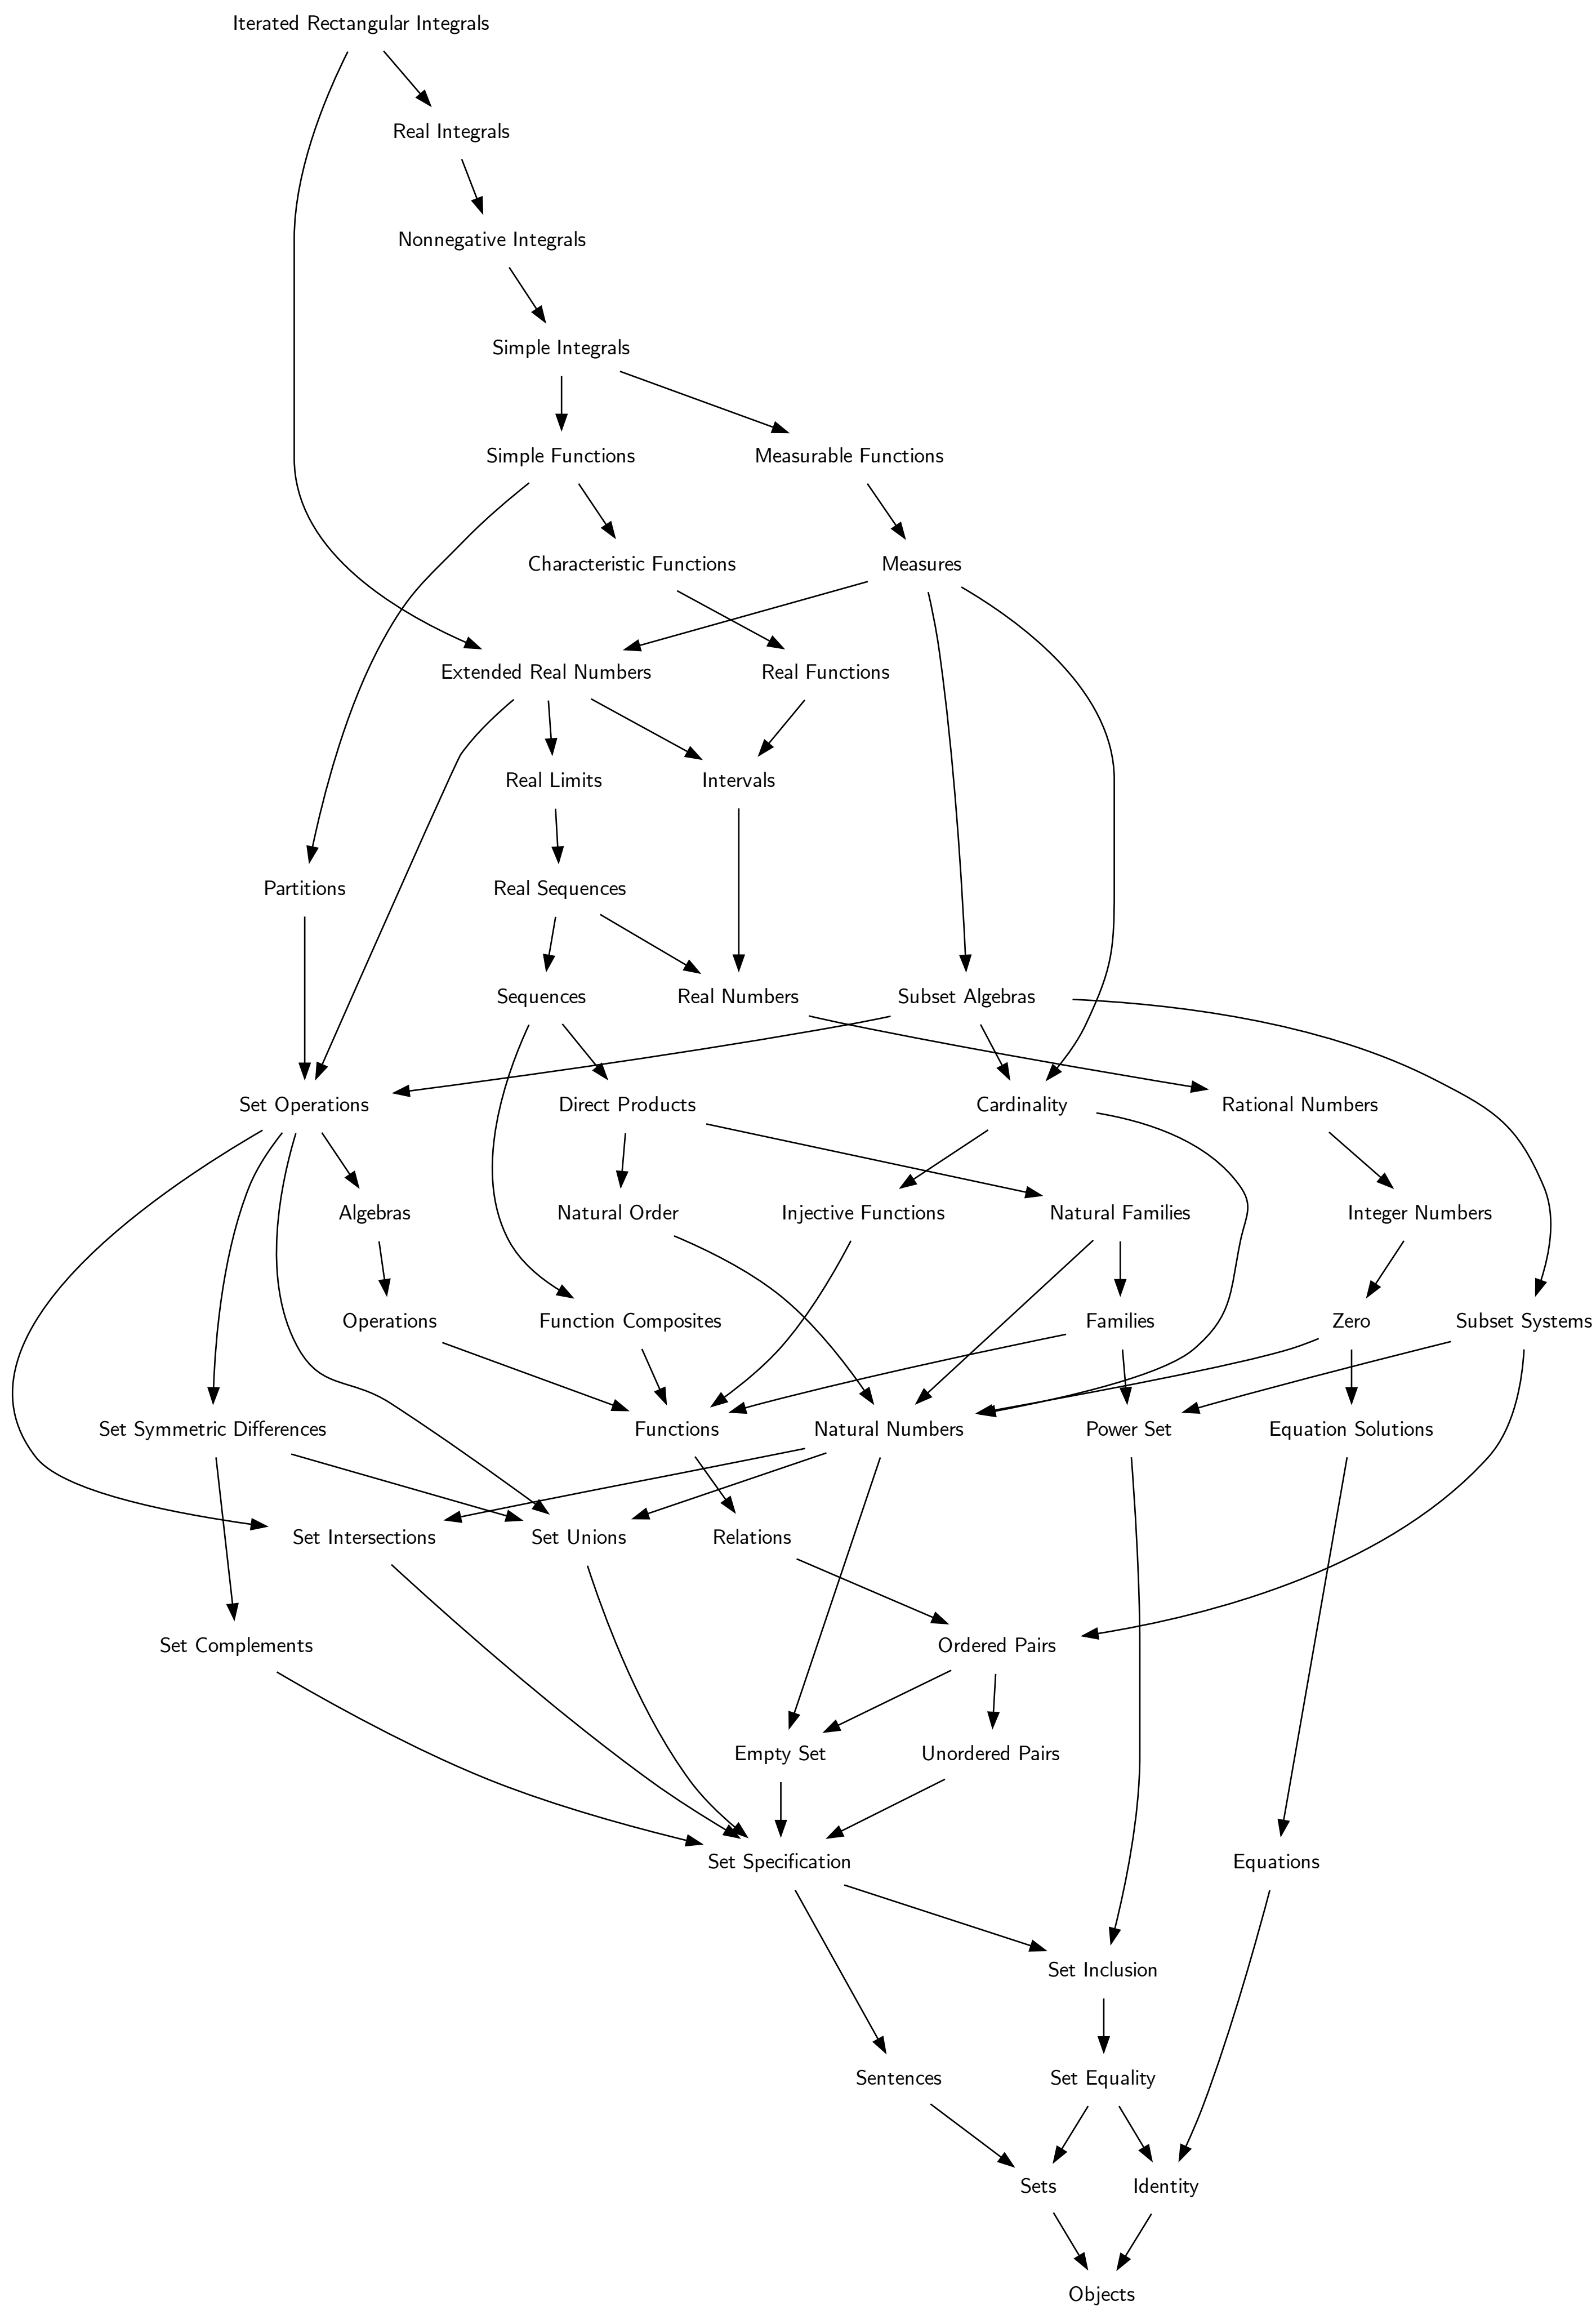 Iterated Rectangular Integrals
Real Integrals
Nonnegative Integrals
Simple Integrals
Simple Functions
Measurable Functions
Characteristic Functions
Measures
Extended Real Numbers
Real Functions
Real Limits
Intervals
Partitions
Real Sequences
Sequences
Real Numbers
Subset Algebras
Set Operations
Direct Products
Cardinality
Rational Numbers
Algebras
Natural Order
Injective Functions
Natural Families
Integer Numbers
Operations
Function Composites
Families
Zero
Subset Systems
Set Symmetric Differences
Functions
Natural Numbers
Power Set
Equation Solutions
Set Intersections
Set Unions
Relations
Set Complements
Ordered Pairs
Empty Set
Unordered Pairs
Set Specification
Equations
Set Inclusion
Sentences
Set Equality
Sets
Identity
Objects